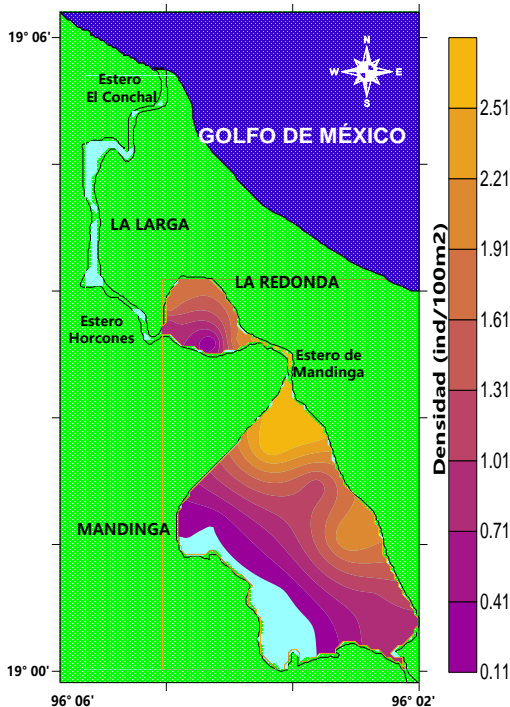 19° 06'
Estero
El Conchal
N
W
E
S
GOLFO DE MÉXICO
LA LARGA
LA REDONDA
Estero
Horcones
Estero de
Mandinga
MANDINGA
19° 00'
96° 06'
96° 02'
Densidad (ind/100m2)
2.51
2.21
1.91
1.61
1.31
1.01
0.71
0.41
0.11